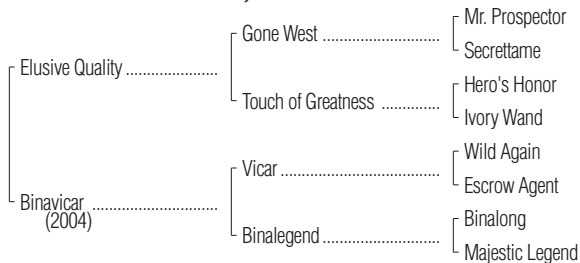 Mr. Prospector
Gone West ......................
Secrettame
Elusive Quality ......................
Hero's Honor
Touch of Greatness ..............
Ivory Wand
Wild Again
Vicar ..............................
Escrow Agent
Binavicar ..............................
(2004)
Binalong
Binalegend ........................
Majestic Legend